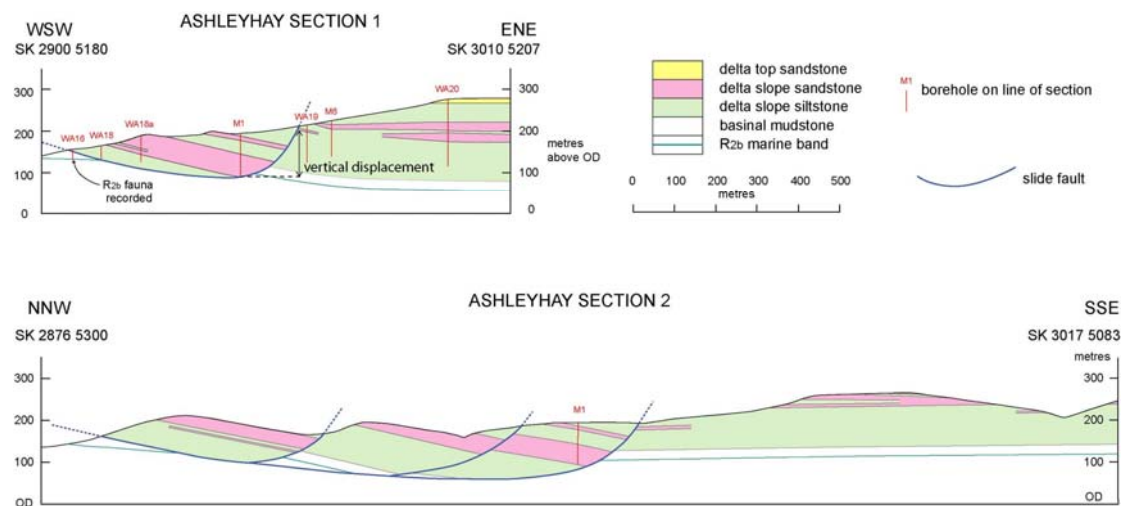 ASHLEYHAY SECTION 1
WSW
SK 2900 5180
ENE
SK 3010 5207
300
200
100
0
WA16
WA18
WA18a
M1
WA19
M6
WA20
300
200
100
0
metres
above OD
vertical displacement
R2b fauna
recorded
delta top sandstone
delta slope sandstone
delta slope siltstone
basinal mudstone
R2b marine band
0 100 200 300 400 500
metres
M1
borehole on line of section
slide fault
ASHLEYHAY SECTION 2
NNW
SK 2876 5300
SSE
SK 3017 5083
metres
300
200
100
OD
M1
300
200
100
OD